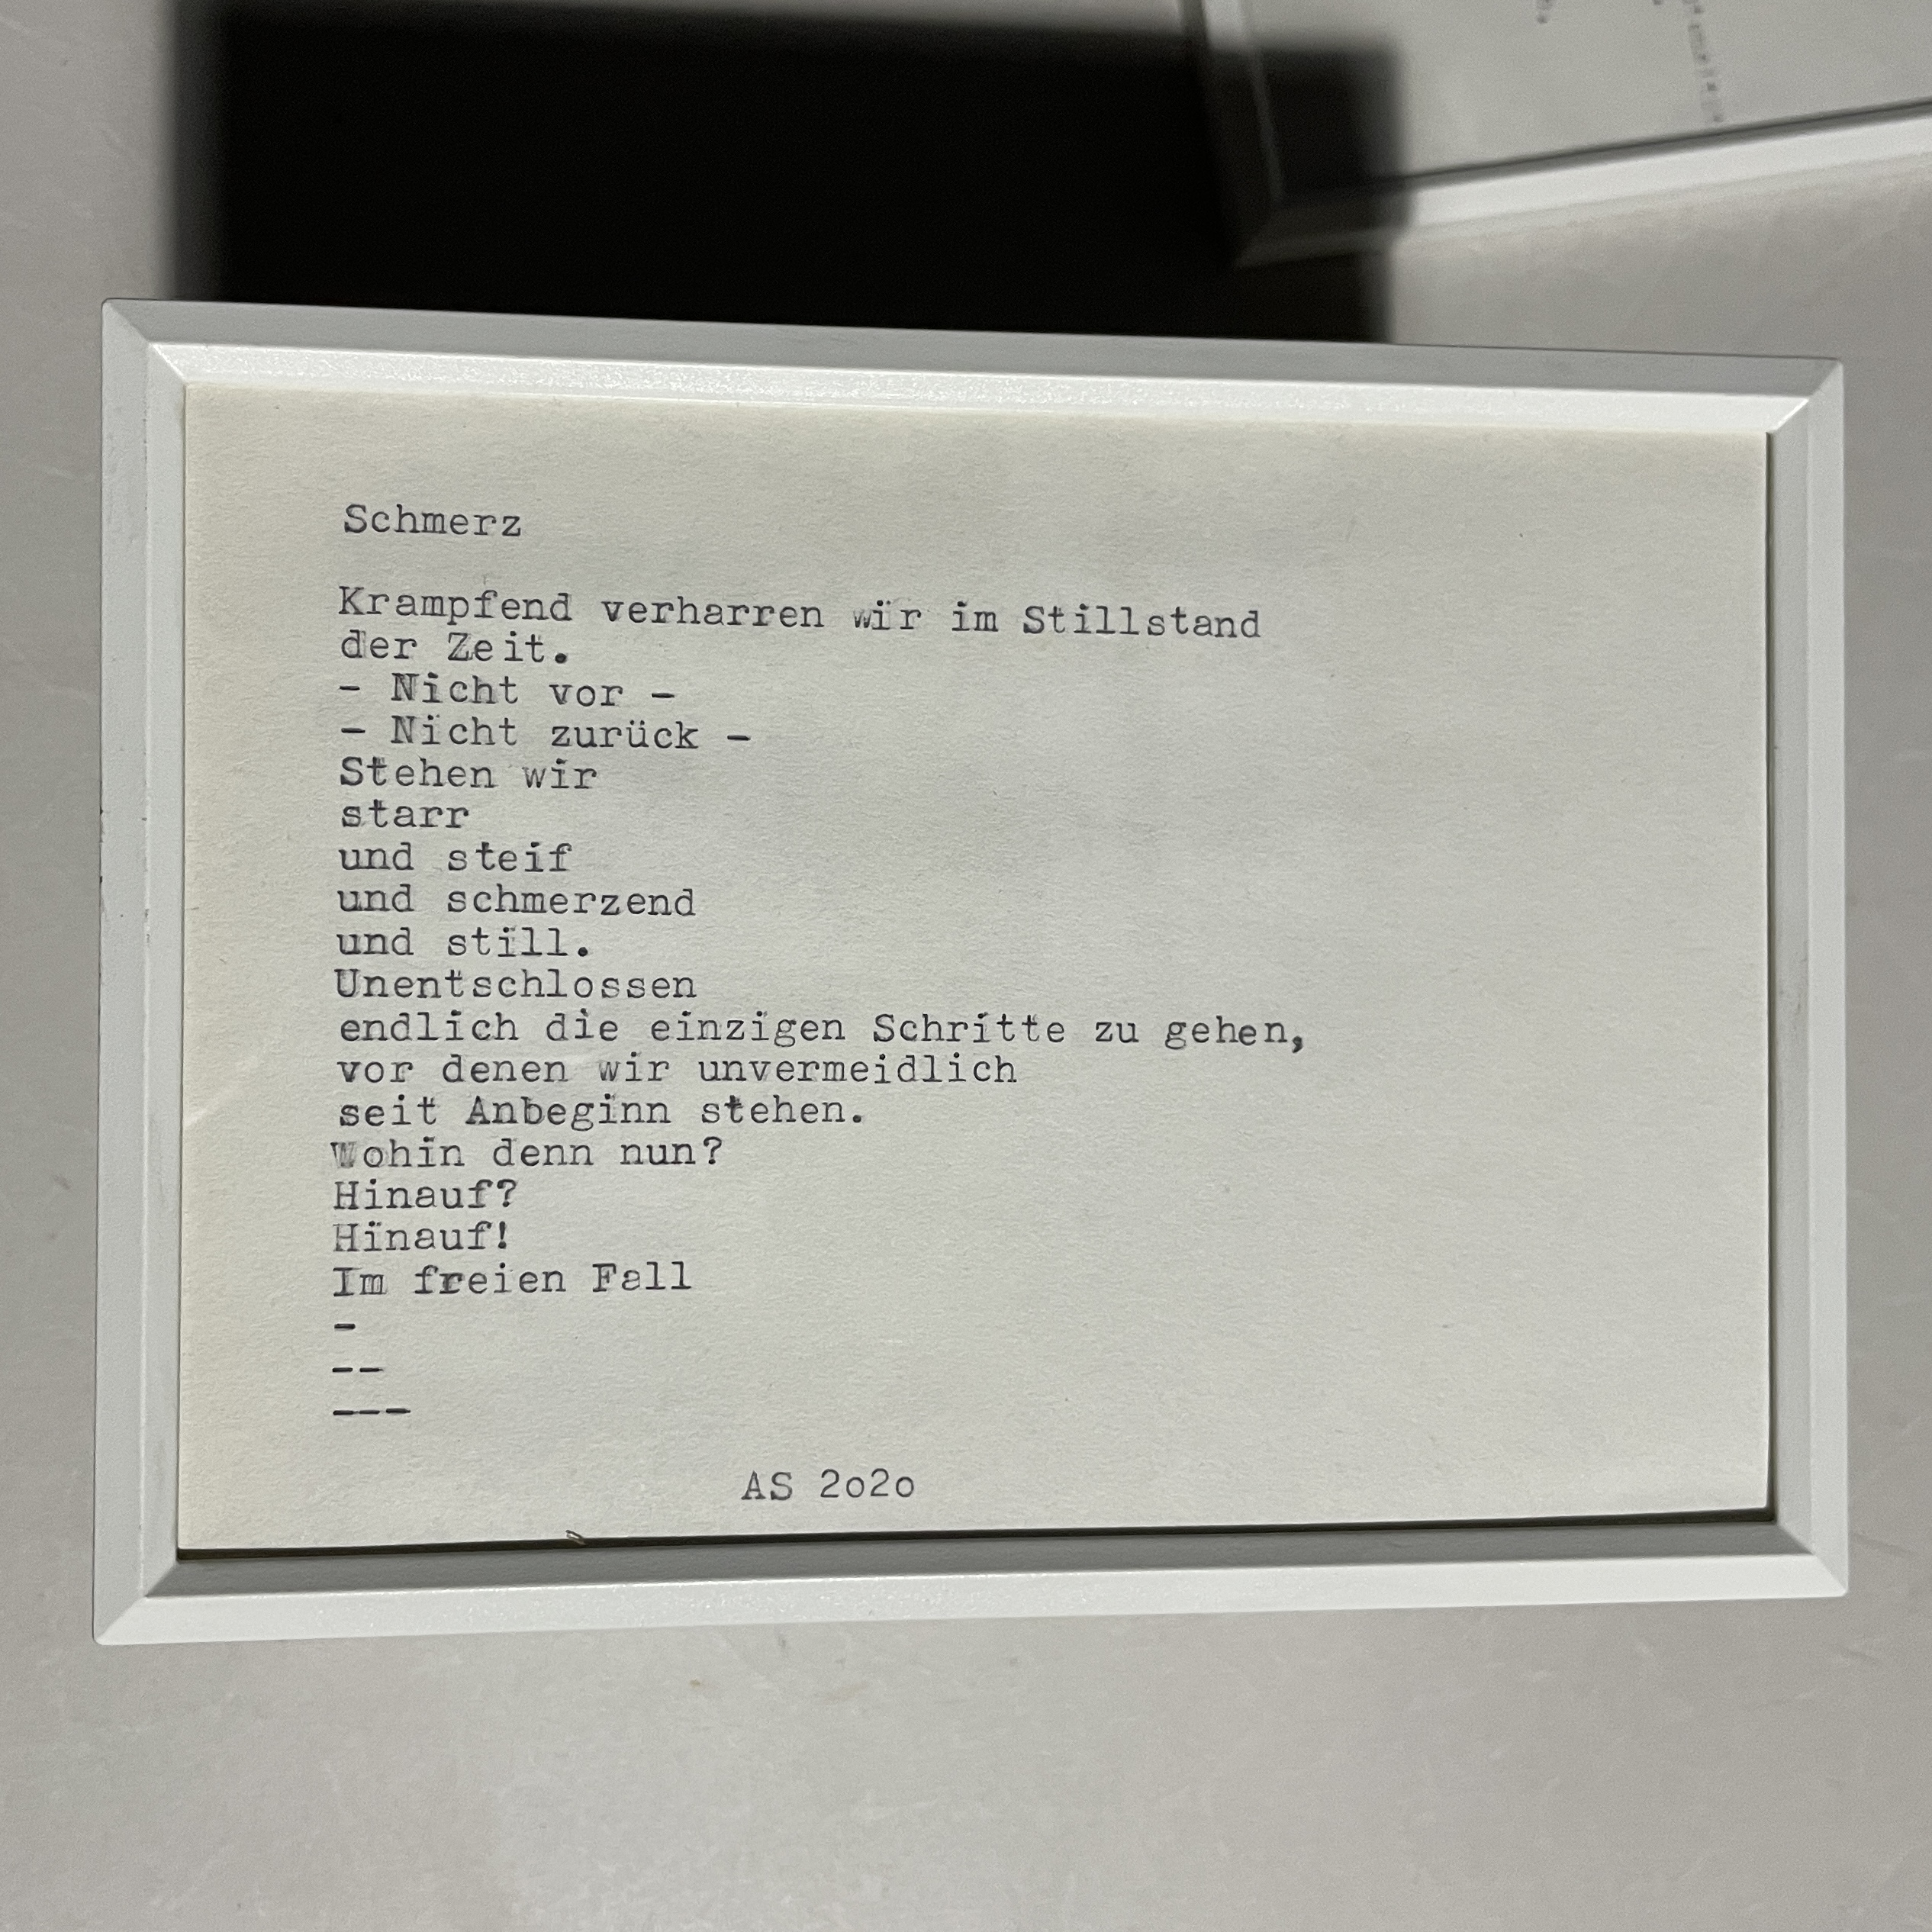 Schmerz
Krampfend verharren wir im Stillstand
der Zeit.
- Nicht vor -
- Nicht zurück -
Stehen wir
starr
und steif
und schmerzend
und still.
Unentschlossen
endlich die einzigen Schritte zu gehen,
vor denen wir unvermeidlich
seit Anbeginn stehen.
Wohin denn nun?
Hinauf?
Hinauf!
Im freien Fall
-
--
---
AS 2o2o